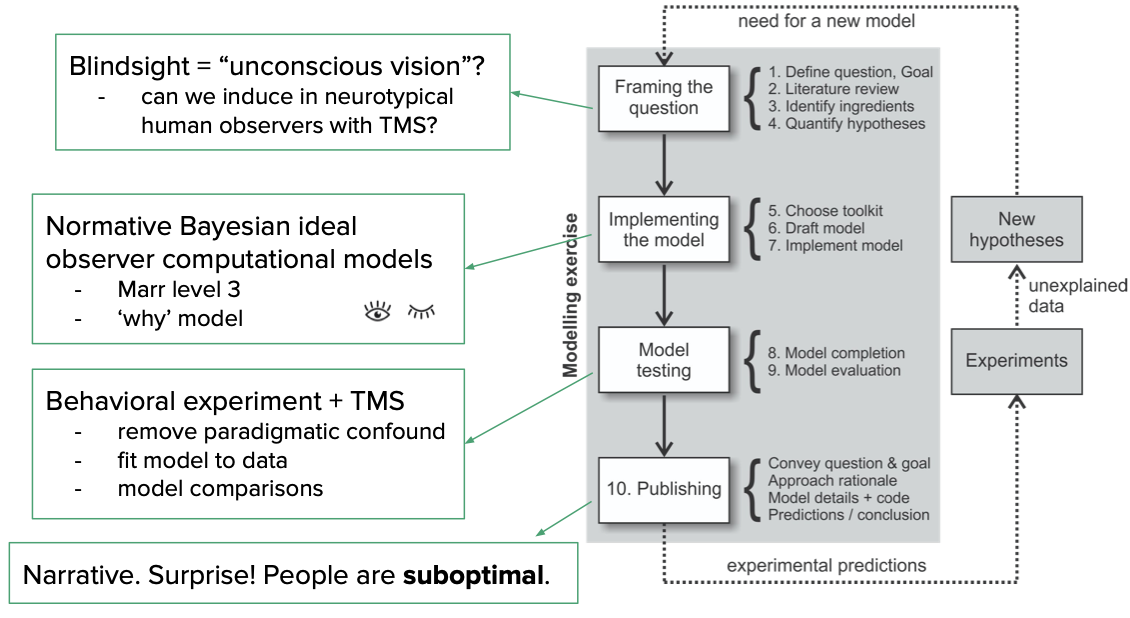 need for a new model
Blindsight = “unconscious vision”?
- can we induce in neurotypical
human observers with TMS?
Framing the
question
1. Define question, Goal
2. Literature review
3. Identify ingredients
4. Quantify hypotheses
Normative Bayesian ideal
observer computational models
- Marr level 3
- ‘why’ model
Modelling exercise
Implementing
the model
5. Choose toolkit
6. Draft model
7. Implement model
New
hypotheses
unexplained
data
Behavioral experiment + TMS
- remove paradigmatic confound
- fit model to data
- model comparisons
Model
testing
8. Model completion
9. Model evaluation
Experiments
10. Publishing
Convey question & goal
Approach rationale
Model details + code
Predictions / conclusion
Narrative. Surprise! People are suboptimal.
experimental predictions